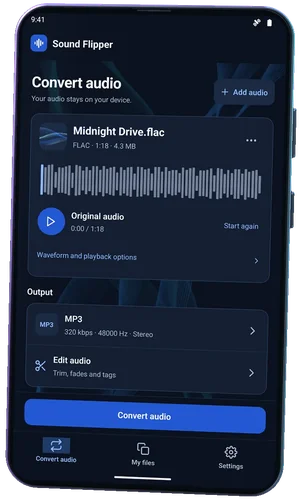 9:41
Sound Flipper
Convert audio
Your audio stays on your device.
+ Add audio
Midnight Drive.flac
FLAC · 1:18 · 4.3 MB
Original audio
0:00 / 1:18
Start again
Waveform and playback options
Output
MP3
MP3
320 kbps · 48000 Hz · Stereo
Edit audio
Trim, fades and tags
Convert audio
Convert audio
My files
Settings